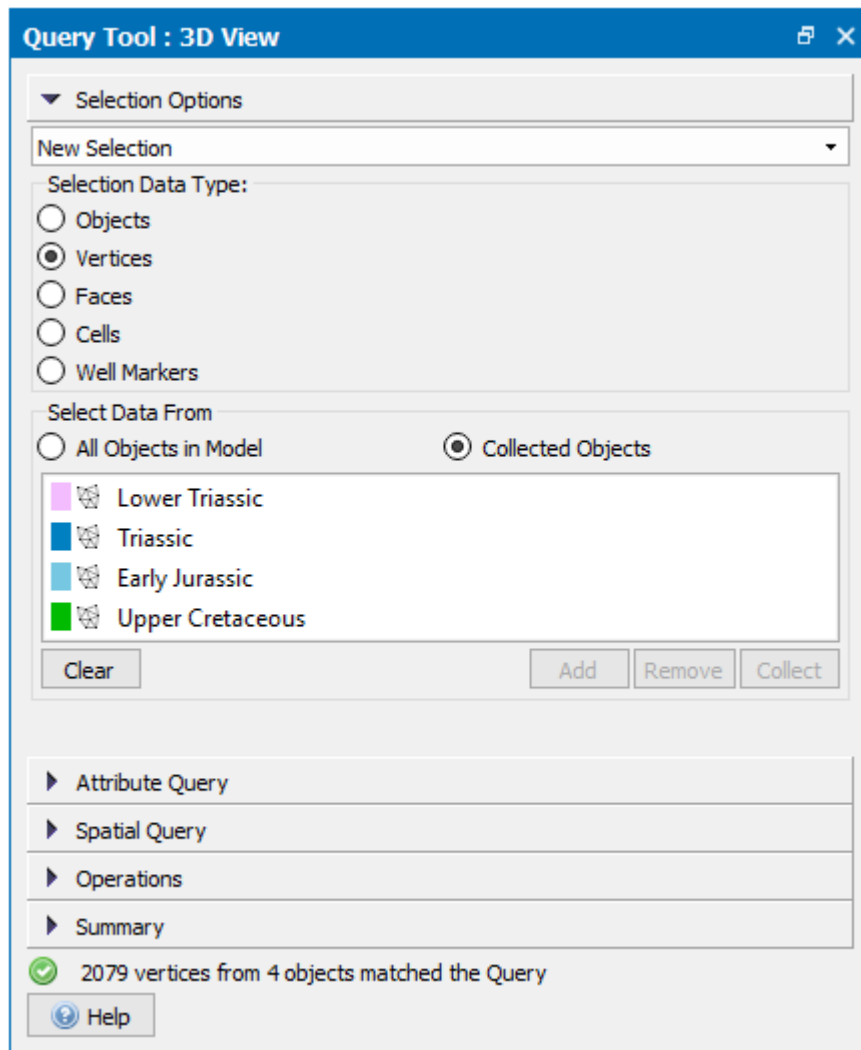 Query Tool : 3D View
Selection Options
New Selection
Selection Data Type:
Objects
Vertices
Faces
Cells
Well Markers
Select Data From
All Objects in Model Collected Objects
Lower Triassic
Triassic
Early Jurassic
Upper Cretaceous
Clear Add Remove Collect
Attribute Query
Spatial Query
Operations
Summary
2079 vertices from 4 objects matched the Query
Help